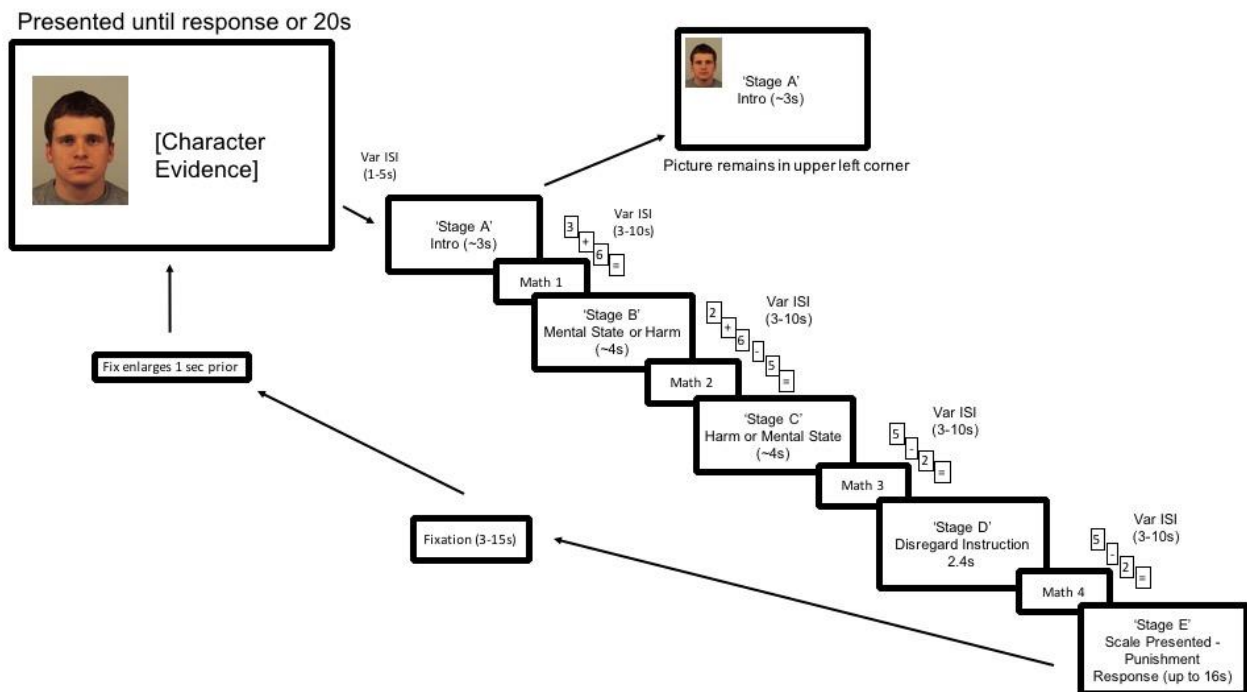 Presented until response or 20s
[Character
Evidence]
'Stage A'
Intro (~3s)
Picture remains in upper left corner
Var ISI
(1-5s)
'Stage A'
Intro (~3s)
3
+
6
=
Var ISI
(3-10s)
Math 1
'Stage B'
Mental State or Harm
(~4s)
2
+
6
-
5
=
Var ISI
(3-10s)
Math 2
'Stage C'
Harm or Mental State
(~4s)
5
-
2
=
Var ISI
(3-10s)
Math 3
'Stage D'
Disregard Instruction
2.4s
5
-
2
=
Var ISI
(3-10s)
Math 4
'Stage E'
Scale Presented -
Punishment
Response (up to 16s)
Fixation (3-15s)
Fix enlarges 1 sec prior